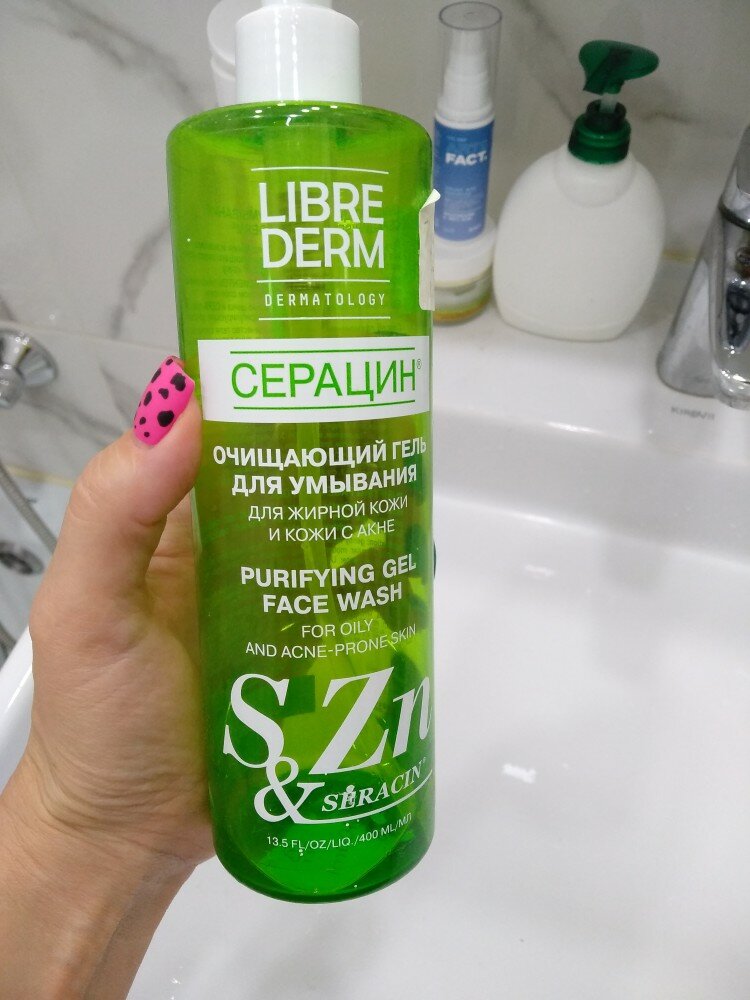 LIBRE
DERM
DERMATOLOGY
СЕРАЦИН®
ОЧИЩАЮЩИЙ ГЕЛЬ
ДЛЯ УМЫВАНИЯ
ДЛЯ ЖИРНОЙ КОЖИ
И КОЖИ С АКНЕ
PURIFYING GEL
FACE WASH
FOR OILY
AND ACNE-PRONE SKIN
S&Zn
SERACIN®
13.5 FL/OZ/LIQ./400 ML/МЛ
FACT.